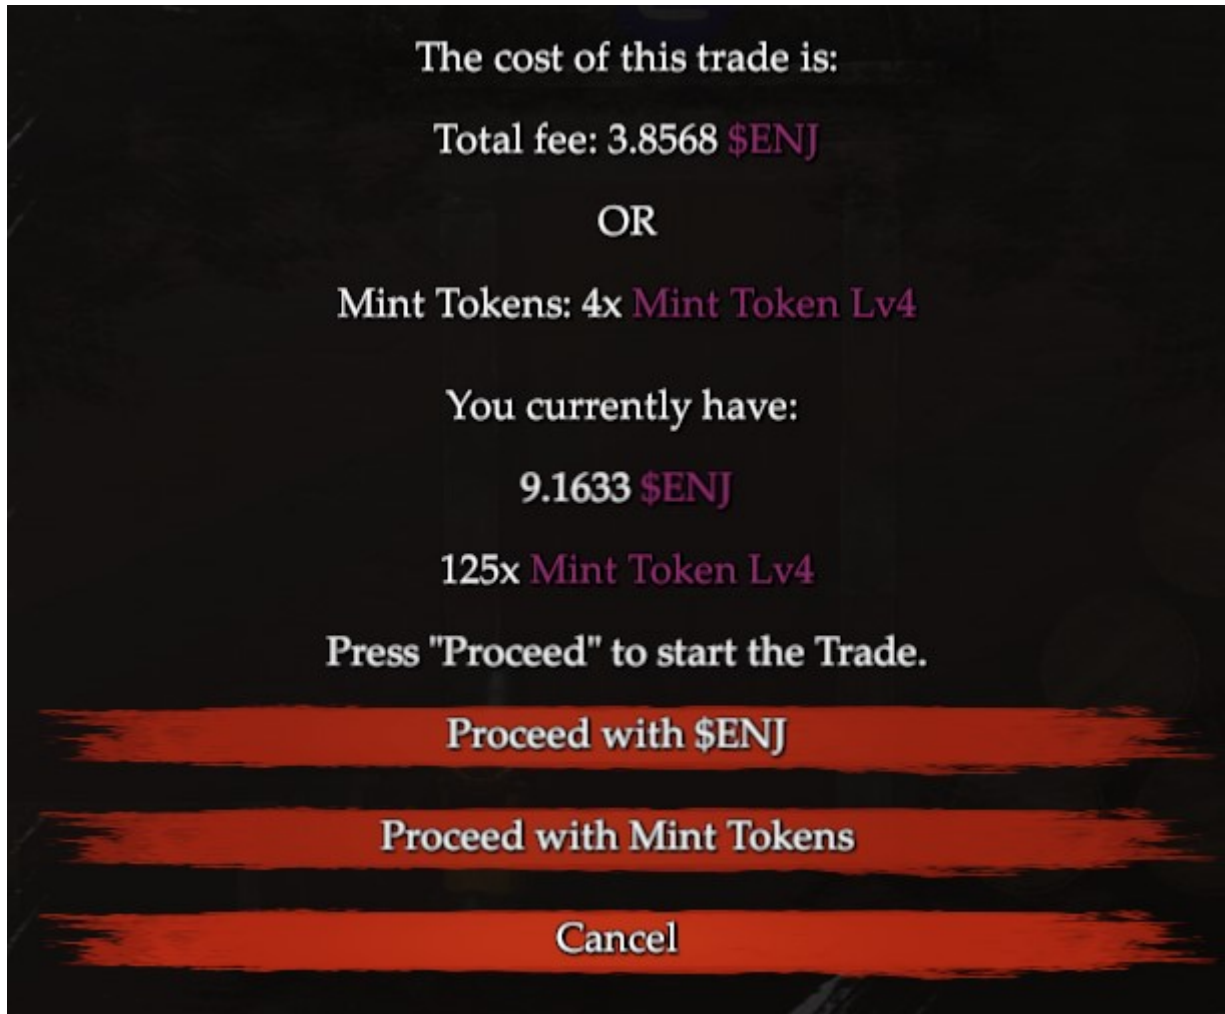 The cost of this trade is:
Total fee: 3.8568 $ENJ
OR
Mint Tokens: 4x Mint Token Lv4
You currently have:
9.1633 $ENJ
125x Mint Token Lv4
Press "Proceed" to start the Trade.
Proceed with $ENJ
Proceed with Mint Tokens
Cancel